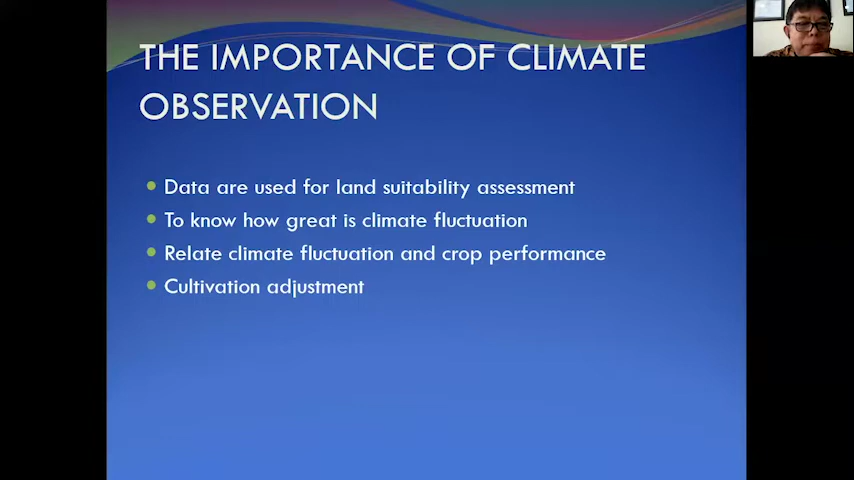 THE IMPORTANCE OF CLIMATE
OBSERVATION
Data are used for land suitability assessment
To know how great is climate fluctuation
Relate climate fluctuation and crop performance
Cultivation adjustment